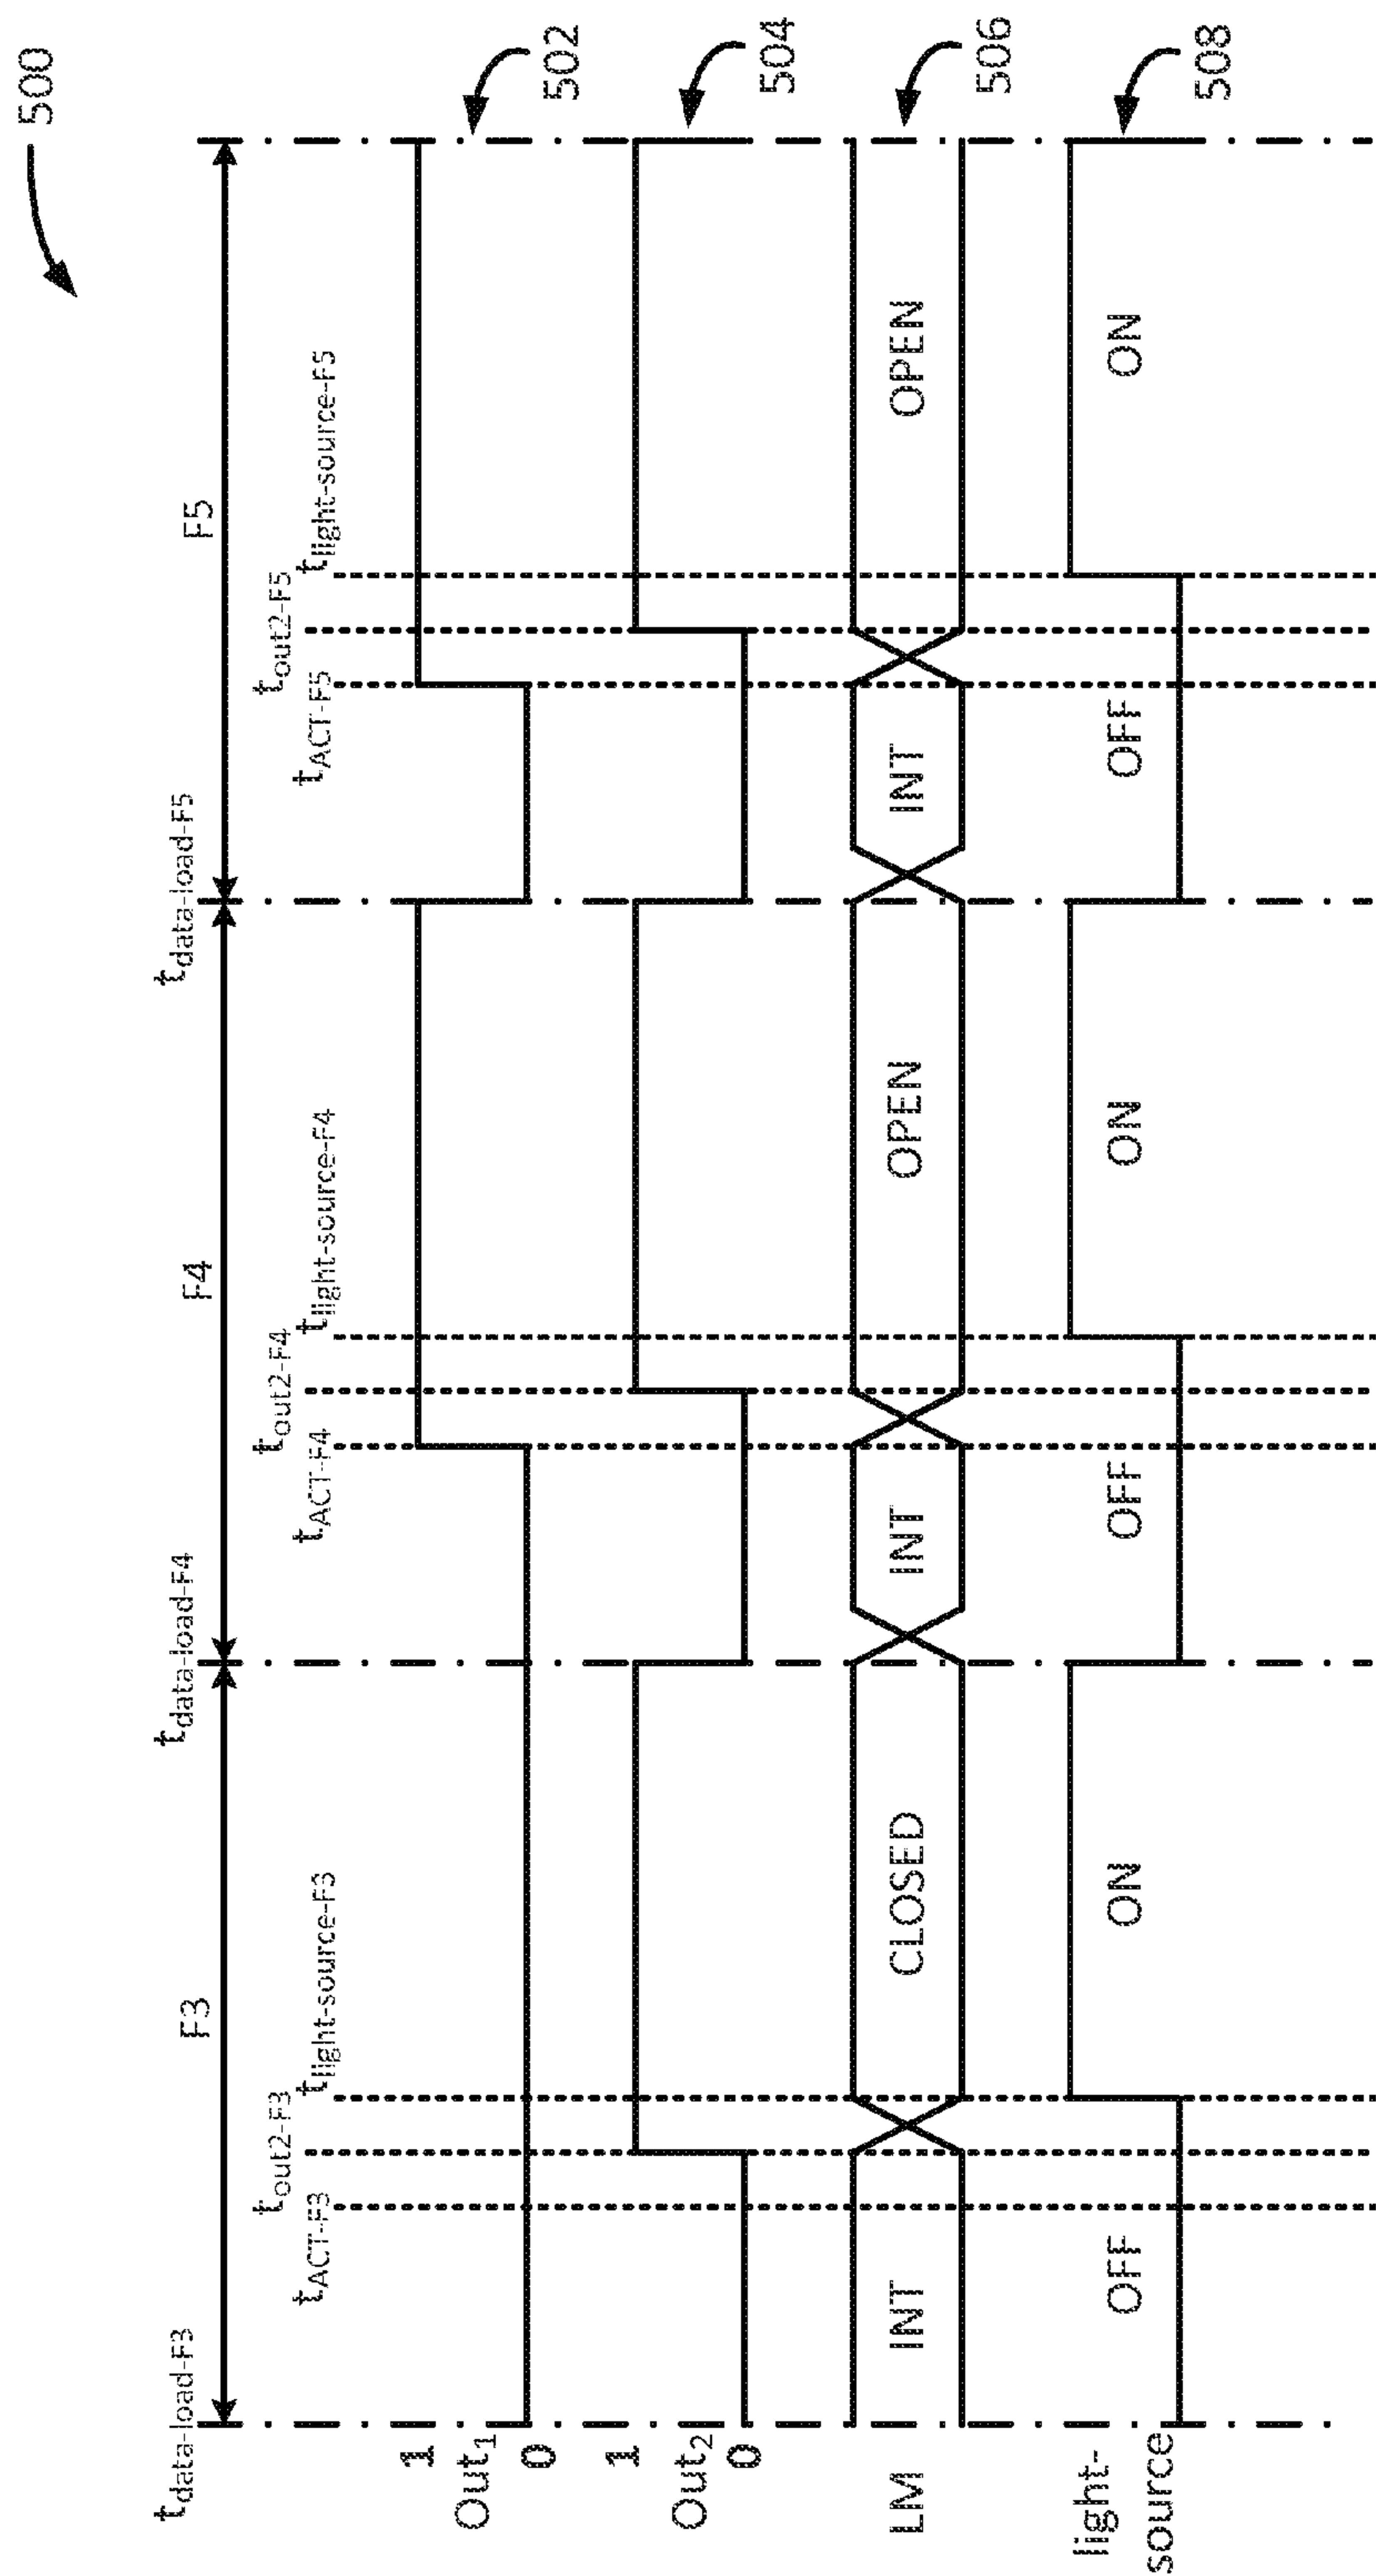 500
F3 F4 F5
t_data-load-F3 t_data-load-F4 t_data-load-F5
t_out2-F3 t_out2-F4 t_out2-F5
t_ACT-F3 t_light-source-F3 t_ACT-F4 t_light-source-F4 t_ACT-F5 t_light-source-F5
1
Out₁
0
502
1
Out₂
0
504
LM INT CLOSED INT OPEN INT OPEN
506
light-
source
OFF ON OFF ON OFF ON
508